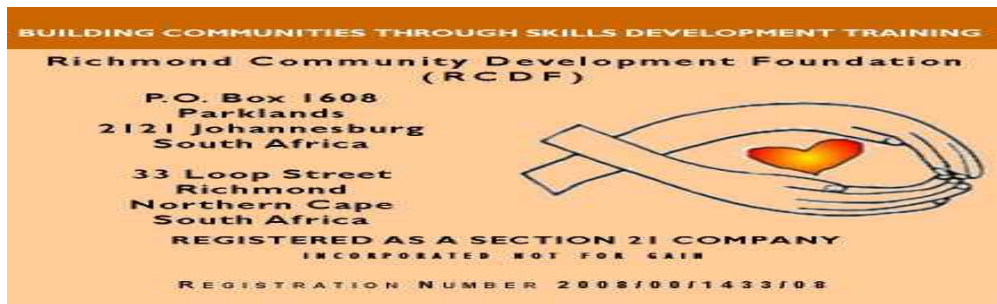 BUILDING COMMUNITIES THROUGH SKILLS DEVELOPMENT TRAINING
Richmond Community Development Foundation
(RCDF)
P.O. Box 1608
Parklands
2121 Johannesburg
South Africa
33 Loop Street
Richmond
Northern Cape
South Africa
REGISTERED AS A SECTION 21 COMPANY
INCORPORATED NOT FOR GAIN
REGISTRATION NUMBER 2008/00/1433/08